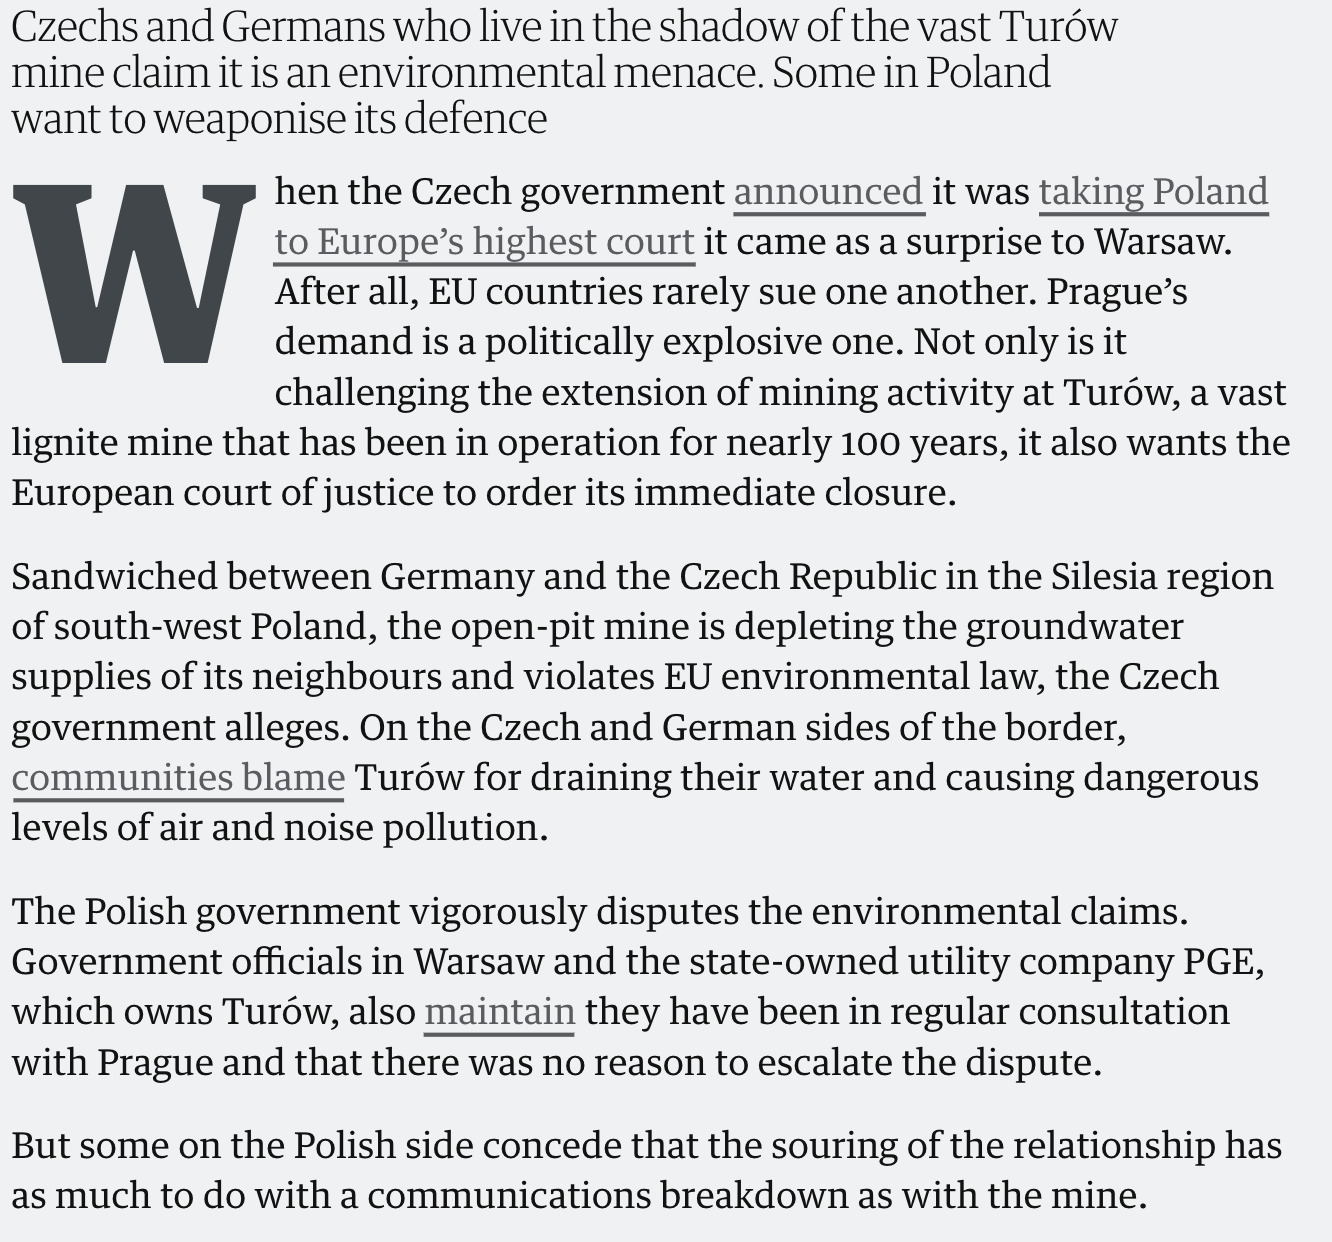 Czechs and Germans who live in the shadow of the vast Turów
mine claim it is an environmental menace. Some in Poland
want to weaponise its defence
When the Czech government announced it was taking Poland
to Europe’s highest court it came as a surprise to Warsaw.
After all, EU countries rarely sue one another. Prague’s
demand is a politically explosive one. Not only is it
challenging the extension of mining activity at Turów, a vast
lignite mine that has been in operation for nearly 100 years, it also wants the
European court of justice to order its immediate closure.
Sandwiched between Germany and the Czech Republic in the Silesia region
of south-west Poland, the open-pit mine is depleting the groundwater
supplies of its neighbours and violates EU environmental law, the Czech
government alleges. On the Czech and German sides of the border,
communities blame Turów for draining their water and causing dangerous
levels of air and noise pollution.
The Polish government vigorously disputes the environmental claims.
Government officials in Warsaw and the state-owned utility company PGE,
which owns Turów, also maintain they have been in regular consultation
with Prague and that there was no reason to escalate the dispute.
But some on the Polish side concede that the souring of the relationship has
as much to do with a communications breakdown as with the mine.